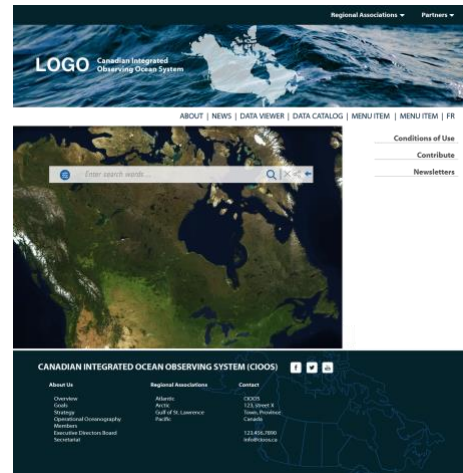 Regional Associations
Partners
LOGO
Canadian Integrated
Observing Ocean System
ABOUT | NEWS | DATA VIEWER | DATA CATALOG | MENU ITEM | MENU ITEM | FR
Conditions of Use
Contribute
Newsletters
Enter search words...
CANADIAN INTEGRATED OCEAN OBSERVING SYSTEM (CIOOS)
About Us
Overview
Goals
Strategy
Operational Oceanography
Members
Executive Directors Board
Secretariat
Regional Associations
Atlantic
Arctic
Gulf of St. Lawrence
Pacific
Contact
CIOOS
123, Street X
Town, Province
Canada
123.456.7890
info@cioos.ca